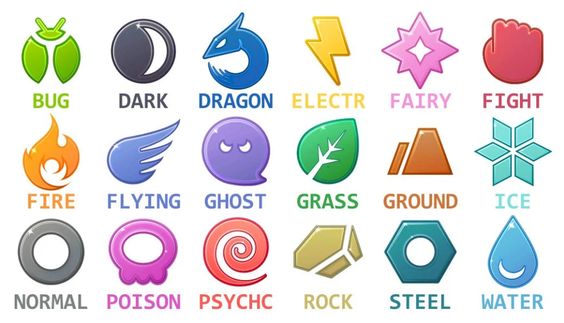 BUG DARK DRAGON ELECTR FAIRY FIGHT
FIRE FLYING GHOST GRASS GROUND ICE
NORMAL POISON PSYCHC ROCK STEEL WATER